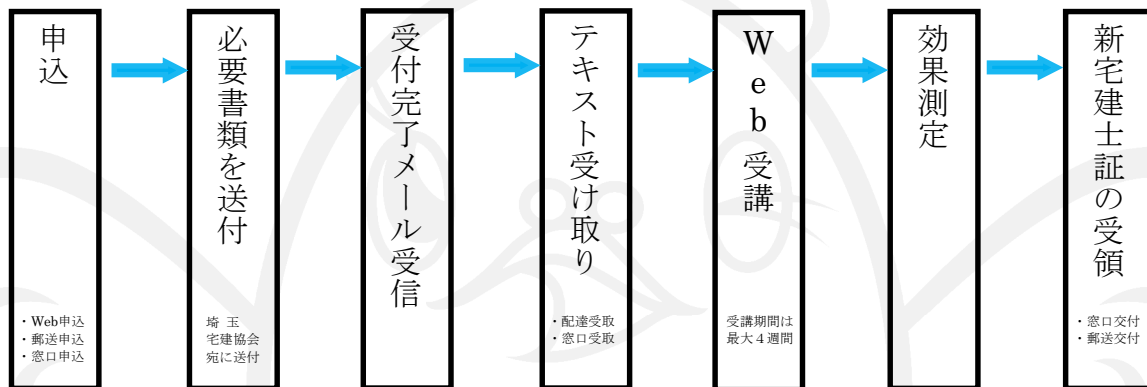 申込
・Web申込
・郵送申込
・窓口申込
必要書類を送付
埼 玉
宅建協会
宛に送付
受付完了メール受信
テキスト受け取り
・配達受取
・窓口受取
Web受講
受講期間は
最大４週間
効果測定
新宅建士証の受領
・窓口交付
・郵送交付